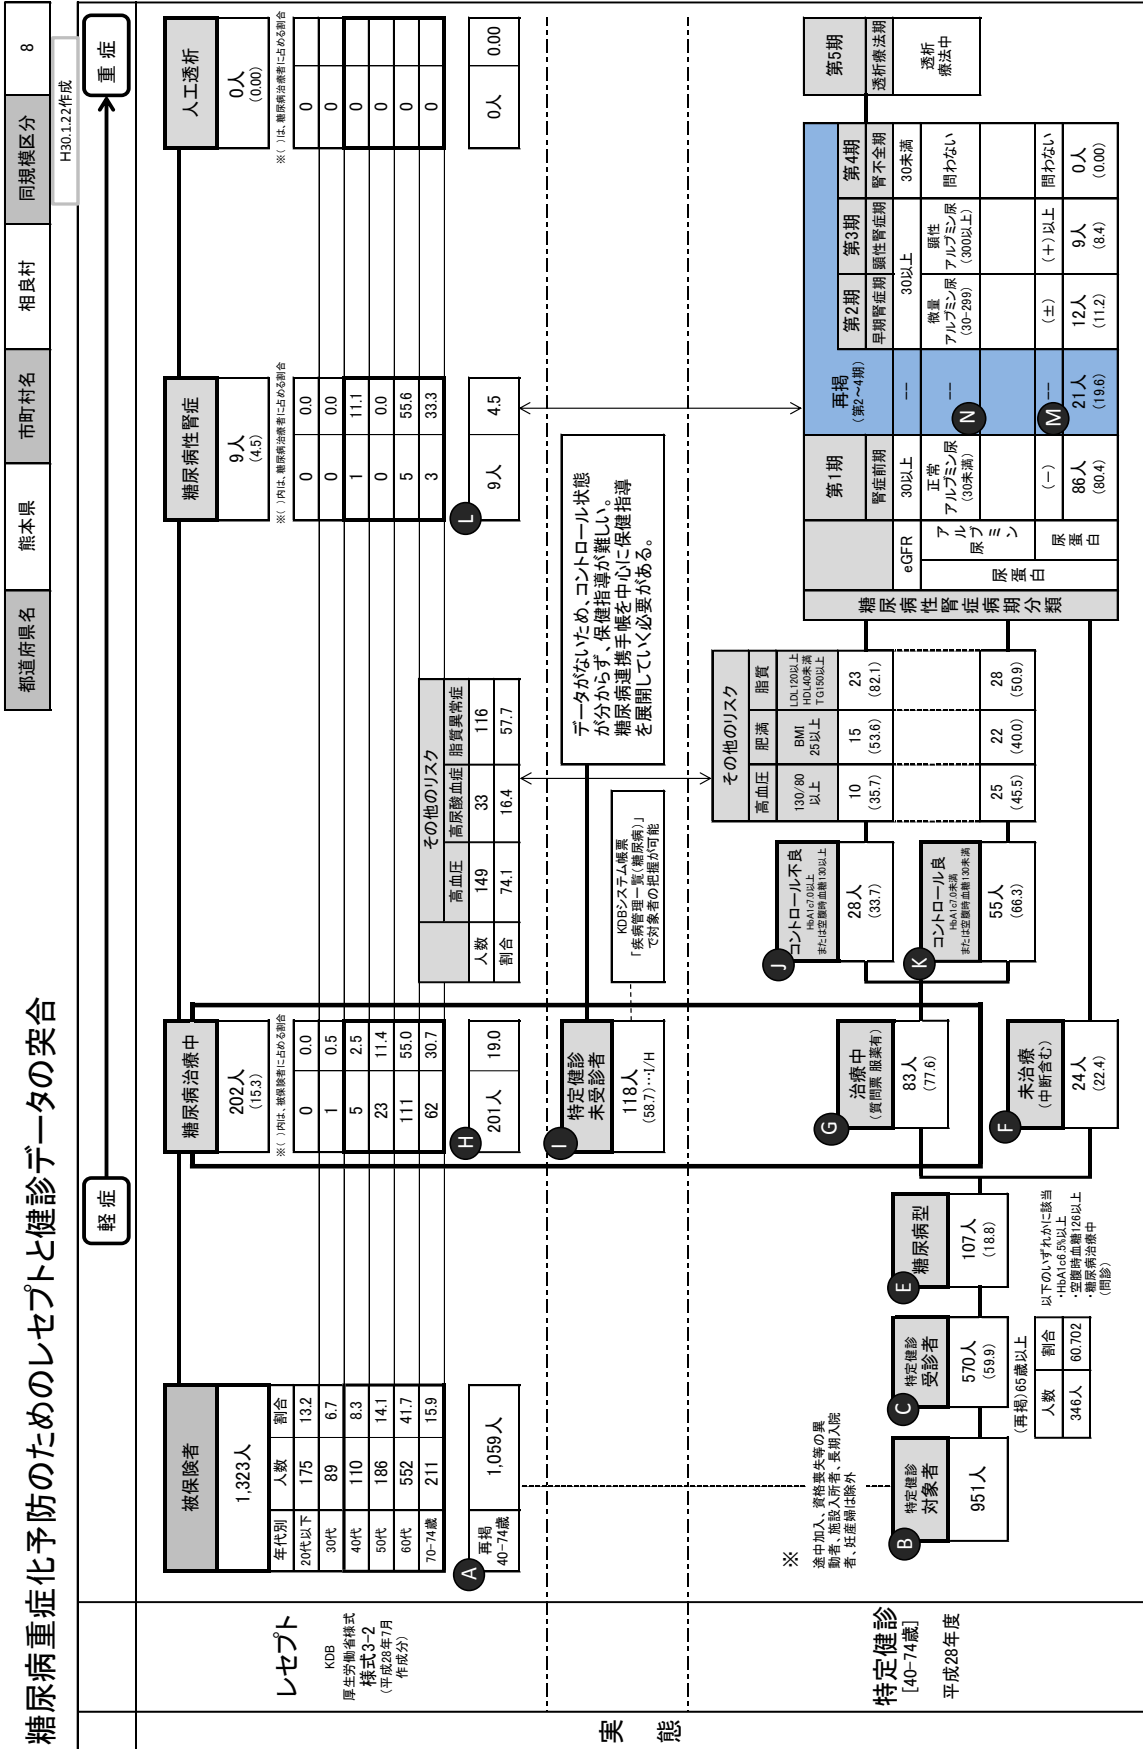 糖尿病重症化予防のためのレセプトと健診データの突合
都道府県名 熊本県 市町村名 相良村 同規模区分 8
H30.1.22作成
軽症 重症
実態
レセプト
KDB
厚生労働省様式
様式3-2
(平成28年7月
作成分)
被保険者
1,323人
年代別 人数 割合
20代以下 175 13.2
30代 89 6.7
40代 110 8.3
50代 186 14.1
60代 552 41.7
70-74歳 211 15.9
A
再掲
40-74歳
1,059人
糖尿病治療中
202人
(15.3)
※( )内は、被保険者に占める割合
0 0.0
1 0.5
5 2.5
23 11.4
111 55.0
62 30.7
H
201人 19.0
その他のリスク
高血圧 高尿酸血症 脂質異常症
人数 149 33 116
割合 74.1 16.4 57.7
糖尿病性腎症
9人
(4.5)
※( )内は、糖尿病治療者に占める割合
0 0.0
0 0.0
1 11.1
0 0.0
5 55.6
3 33.3
L
9人 4.5
人工透析
0人
(0.00)
※( )は、糖尿病治療者に占める割合
0 0
0 0
0 0
0 0
0 0
0 0
0人 0.00
I
特定健診
未受診者
118人
(58.7)…I/H
KDBシステム帳票
「疾病管理一覧(糖尿病)」
で対象者の把握が可能
データがないため、コントロール状態
が分からず、保健指導が難しい。
糖尿病連携手帳を中心に保健指導
を展開していく必要がある。
特定健診
[40-74歳]
平成28年度
※
途中加入、資格喪失等の異
動者、施設入所者、長期入院
者、妊産婦は除外
B
特定健診
対象者
951人
C
特定健診
受診者
570人
(59.9)
(再掲)65歳以上
人数 割合
346人 60.702
E
糖尿病型
107人
(18.8)
以下のいずれかに該当
・HbA1c6.5%以上
・空腹時血糖126以上
・糖尿病治療中
(問診)
G
治療中
(質問票 服薬有)
83人
(77.6)
F
未治療
(中断含む)
24人
(22.4)
J
コントロール不良
HbA1c7.0以上
または空腹時血糖130以上
28人
(33.7)
K
コントロール良
HbA1c7.0未満
または空腹時血糖130未満
55人
(66.3)
その他のリスク
高血圧 肥満 脂質
130/80
以上
BMI
25以上
LDL120以上
HDL40未満
TG150以上
10 15 23
(35.7) (53.6) (82.1)
25 22 28
(45.5) (40.0) (50.9)
糖尿病性腎症病期分類
第1期 再掲
(第2~4期) 第2期 第3期 第4期 第5期
腎症前期 早期腎症期 顕性腎症期 腎不全期 透析療法期
eGFR 30以上 -- 30以上 30未満
尿蛋白
アルブミン尿
正常
アルブミン尿
(30未満)
--
N
微量
アルブミン尿
(30-299)
顕性
アルブミン尿
(300以上)
問わない
透析
療法中
尿蛋白 (-) -- (±) (+)以上 問わない
M
86人 21人 12人 9人 0人
(80.4) (19.6) (11.2) (8.4) (0.00)